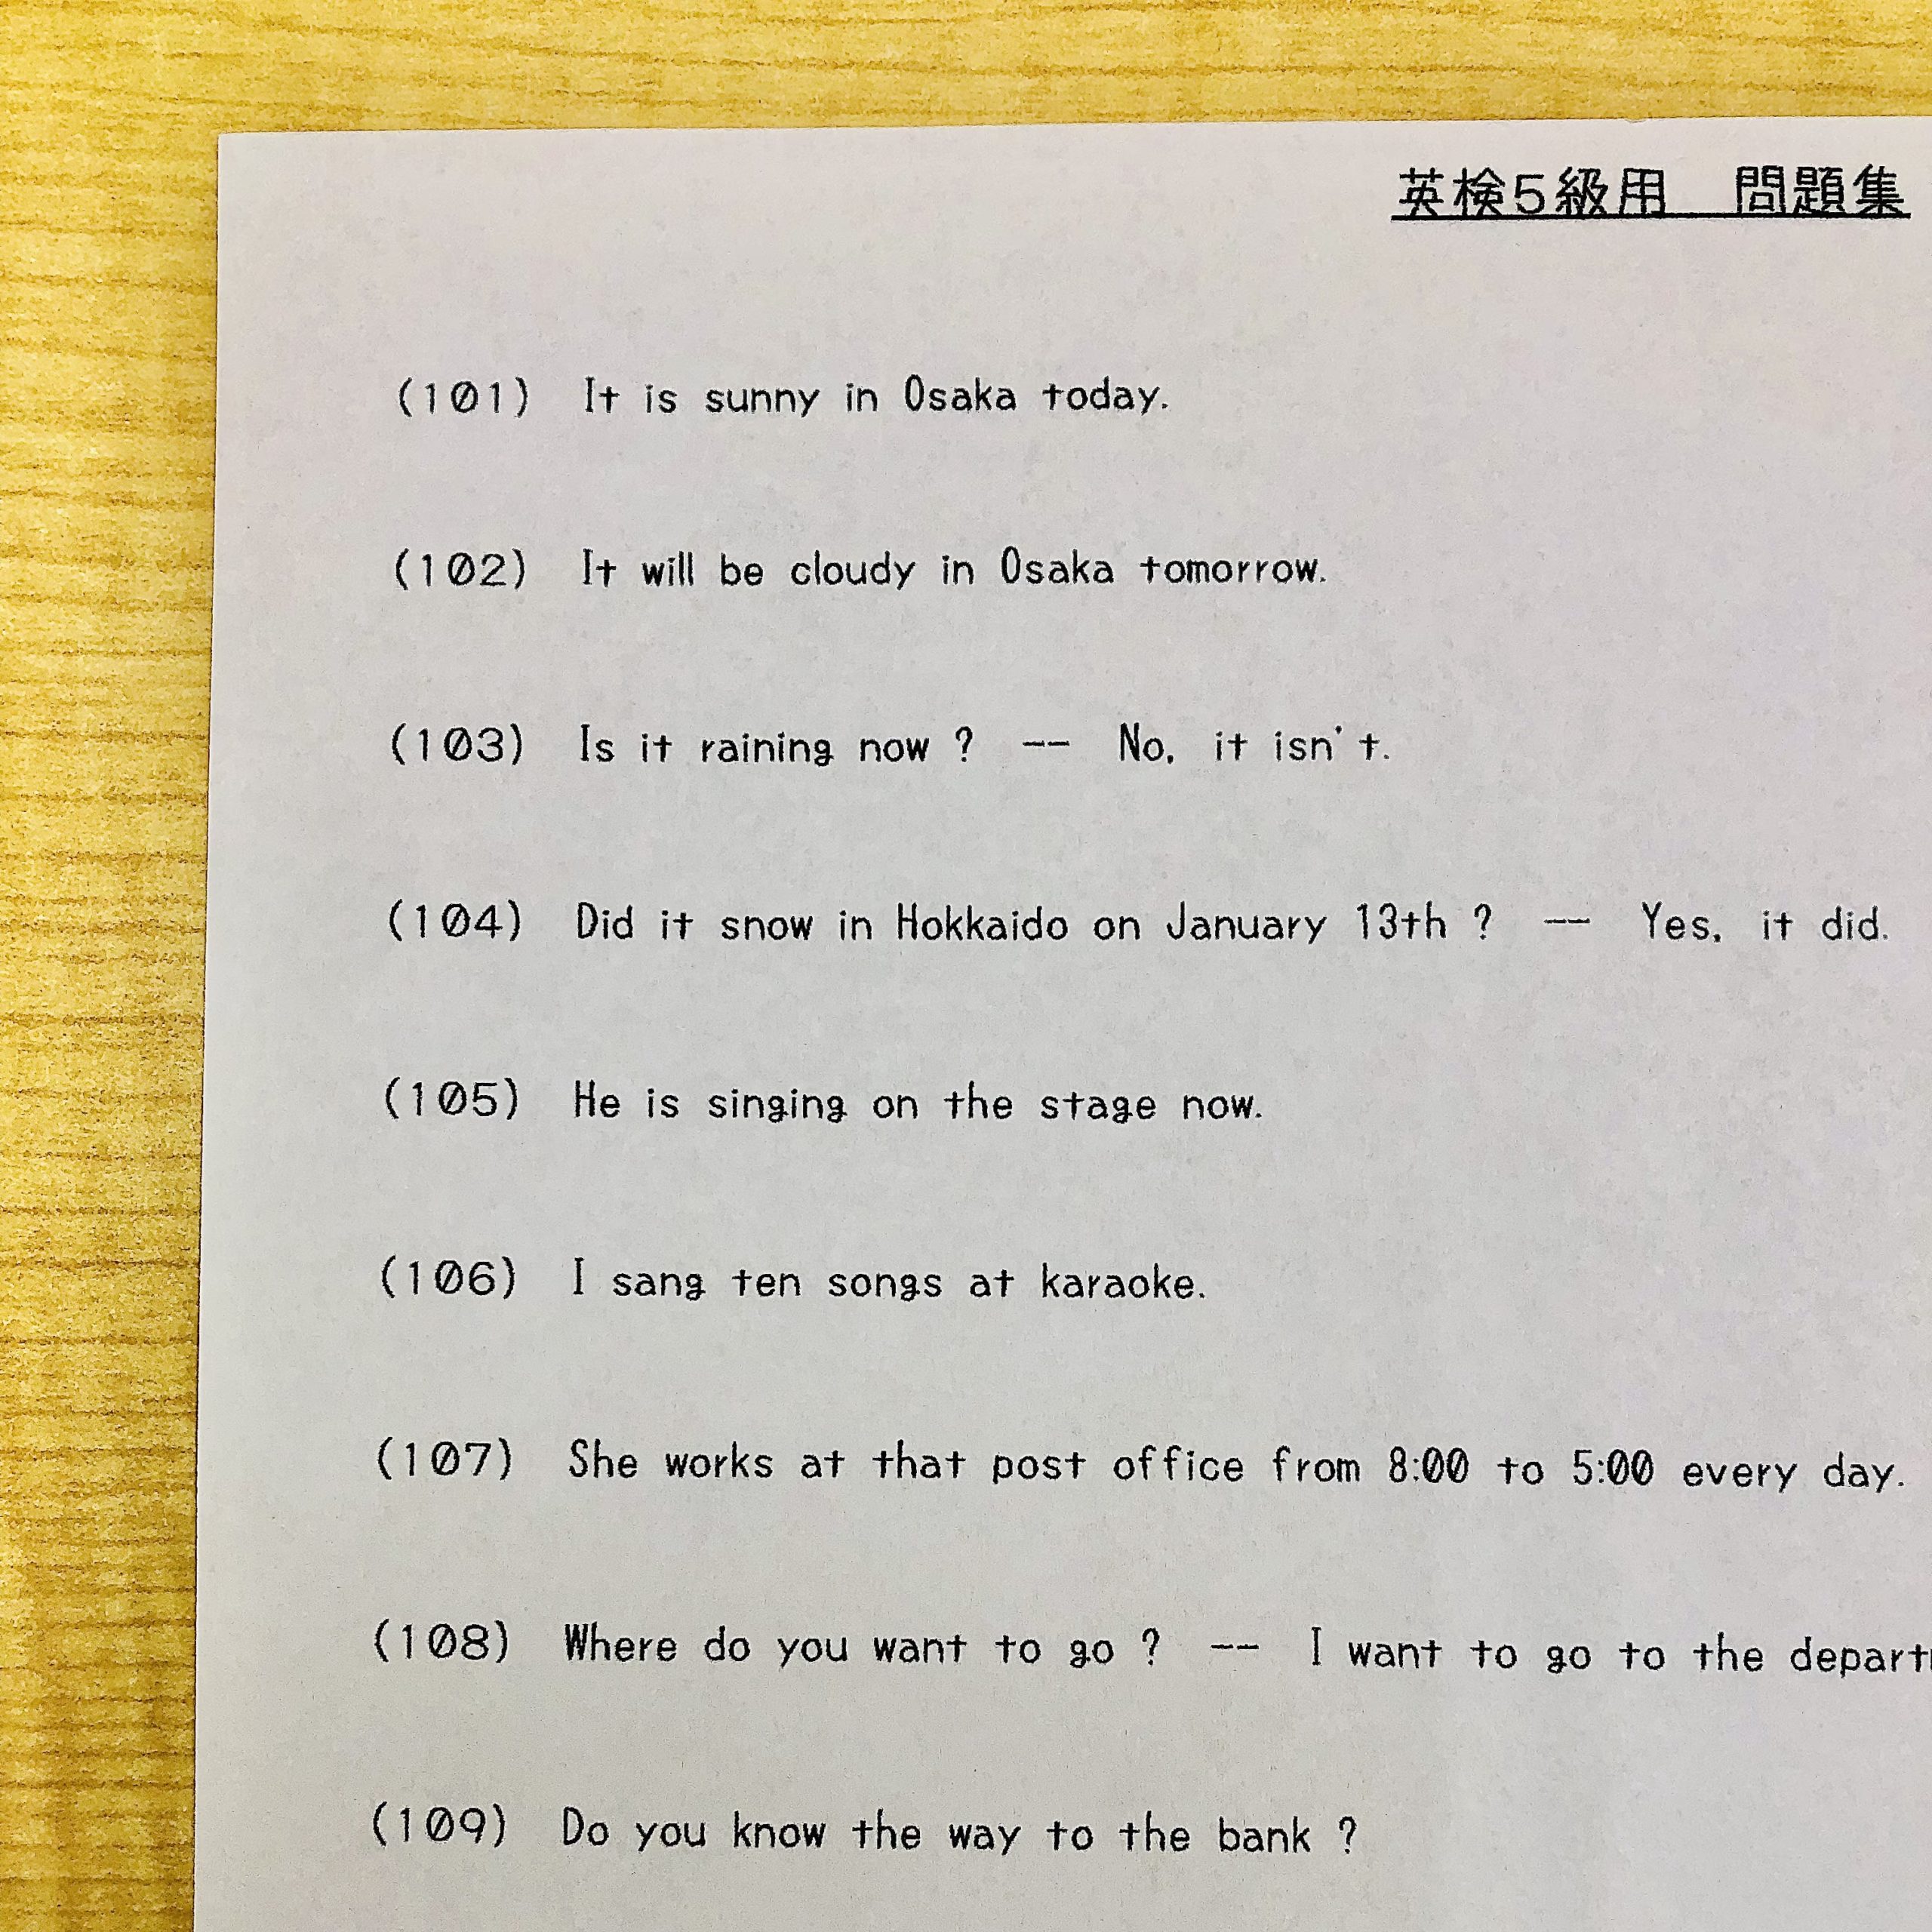 英検5級用　問題集
(101) It is sunny in Osaka today.
(102) It will be cloudy in Osaka tomorrow.
(103) Is it raining now ? -- No, it isn't.
(104) Did it snow in Hokkaido on January 13th ? -- Yes, it did.
(105) He is singing on the stage now.
(106) I sang ten songs at karaoke.
(107) She works at that post office from 8:00 to 5:00 every day.
(108) Where do you want to go ? -- I want to go to the
(109) Do you know the way to the bank ?